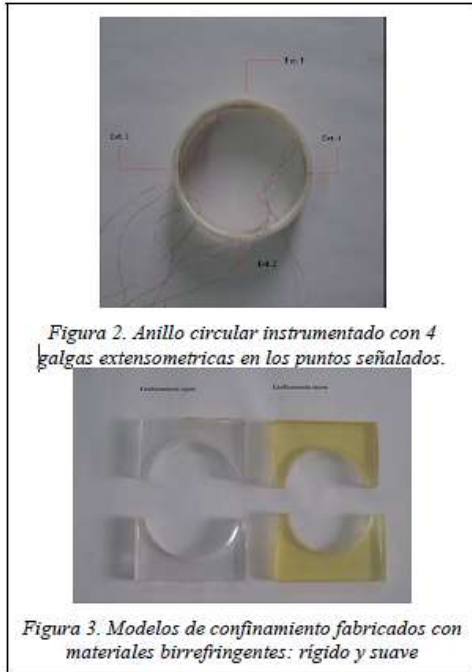 Figura 2. Anillo circular instrumentado con 4
galgas extensometricas en los puntos señalados.
Figura 3. Modelos de confinamiento fabricados con
materiales birrefringentes: rígido y suave